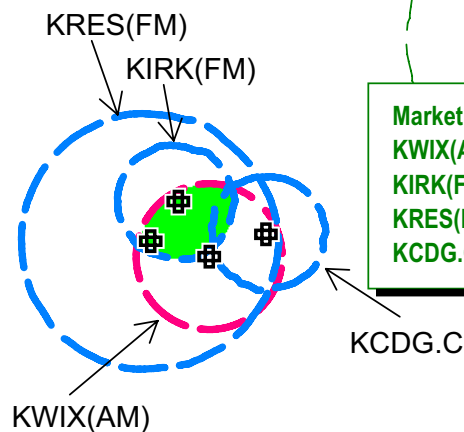 KRES(FM)
KIRK(FM)
Market
KWIX(A
KIRK(F
KRES(
KCDG.
KCDG.C
KWIX(AM)